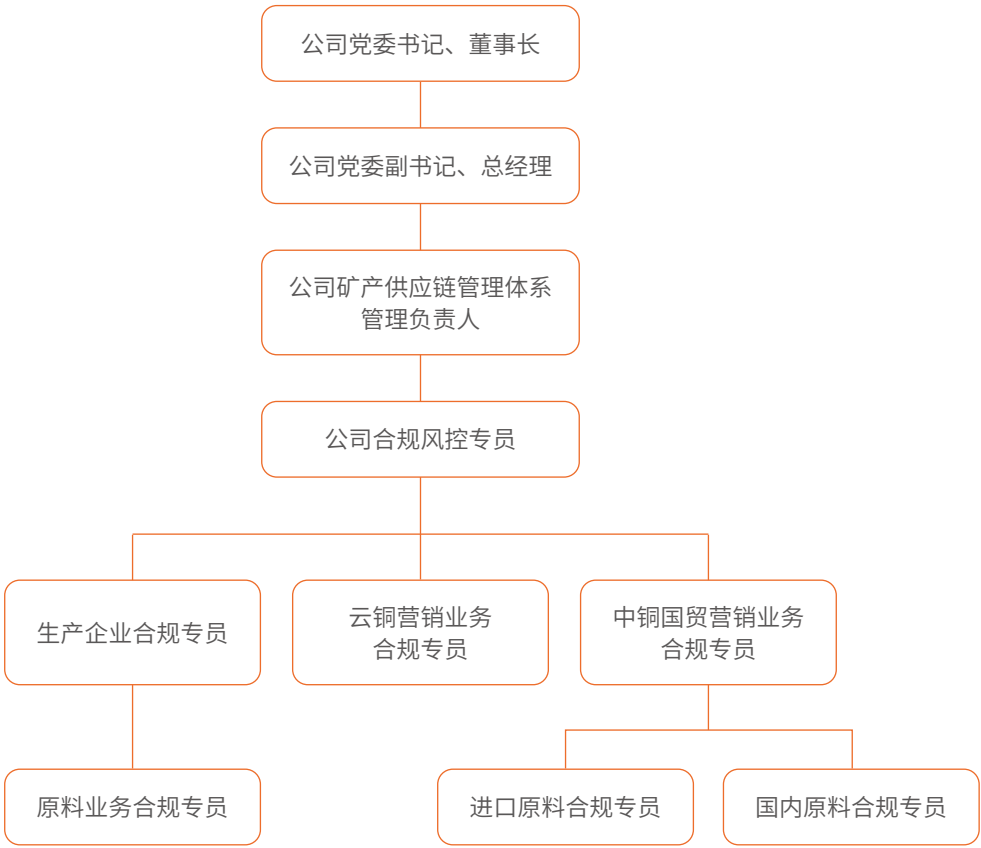 公司党委书记、董事长
公司党委副书记、总经理
公司矿产供应链管理体系
管理负责人
公司合规风控专员
生产企业合规专员
云铜营销业务
合规专员
中铜国贸营销业务
合规专员
原料业务合规专员
进口原料合规专员
国内原料合规专员